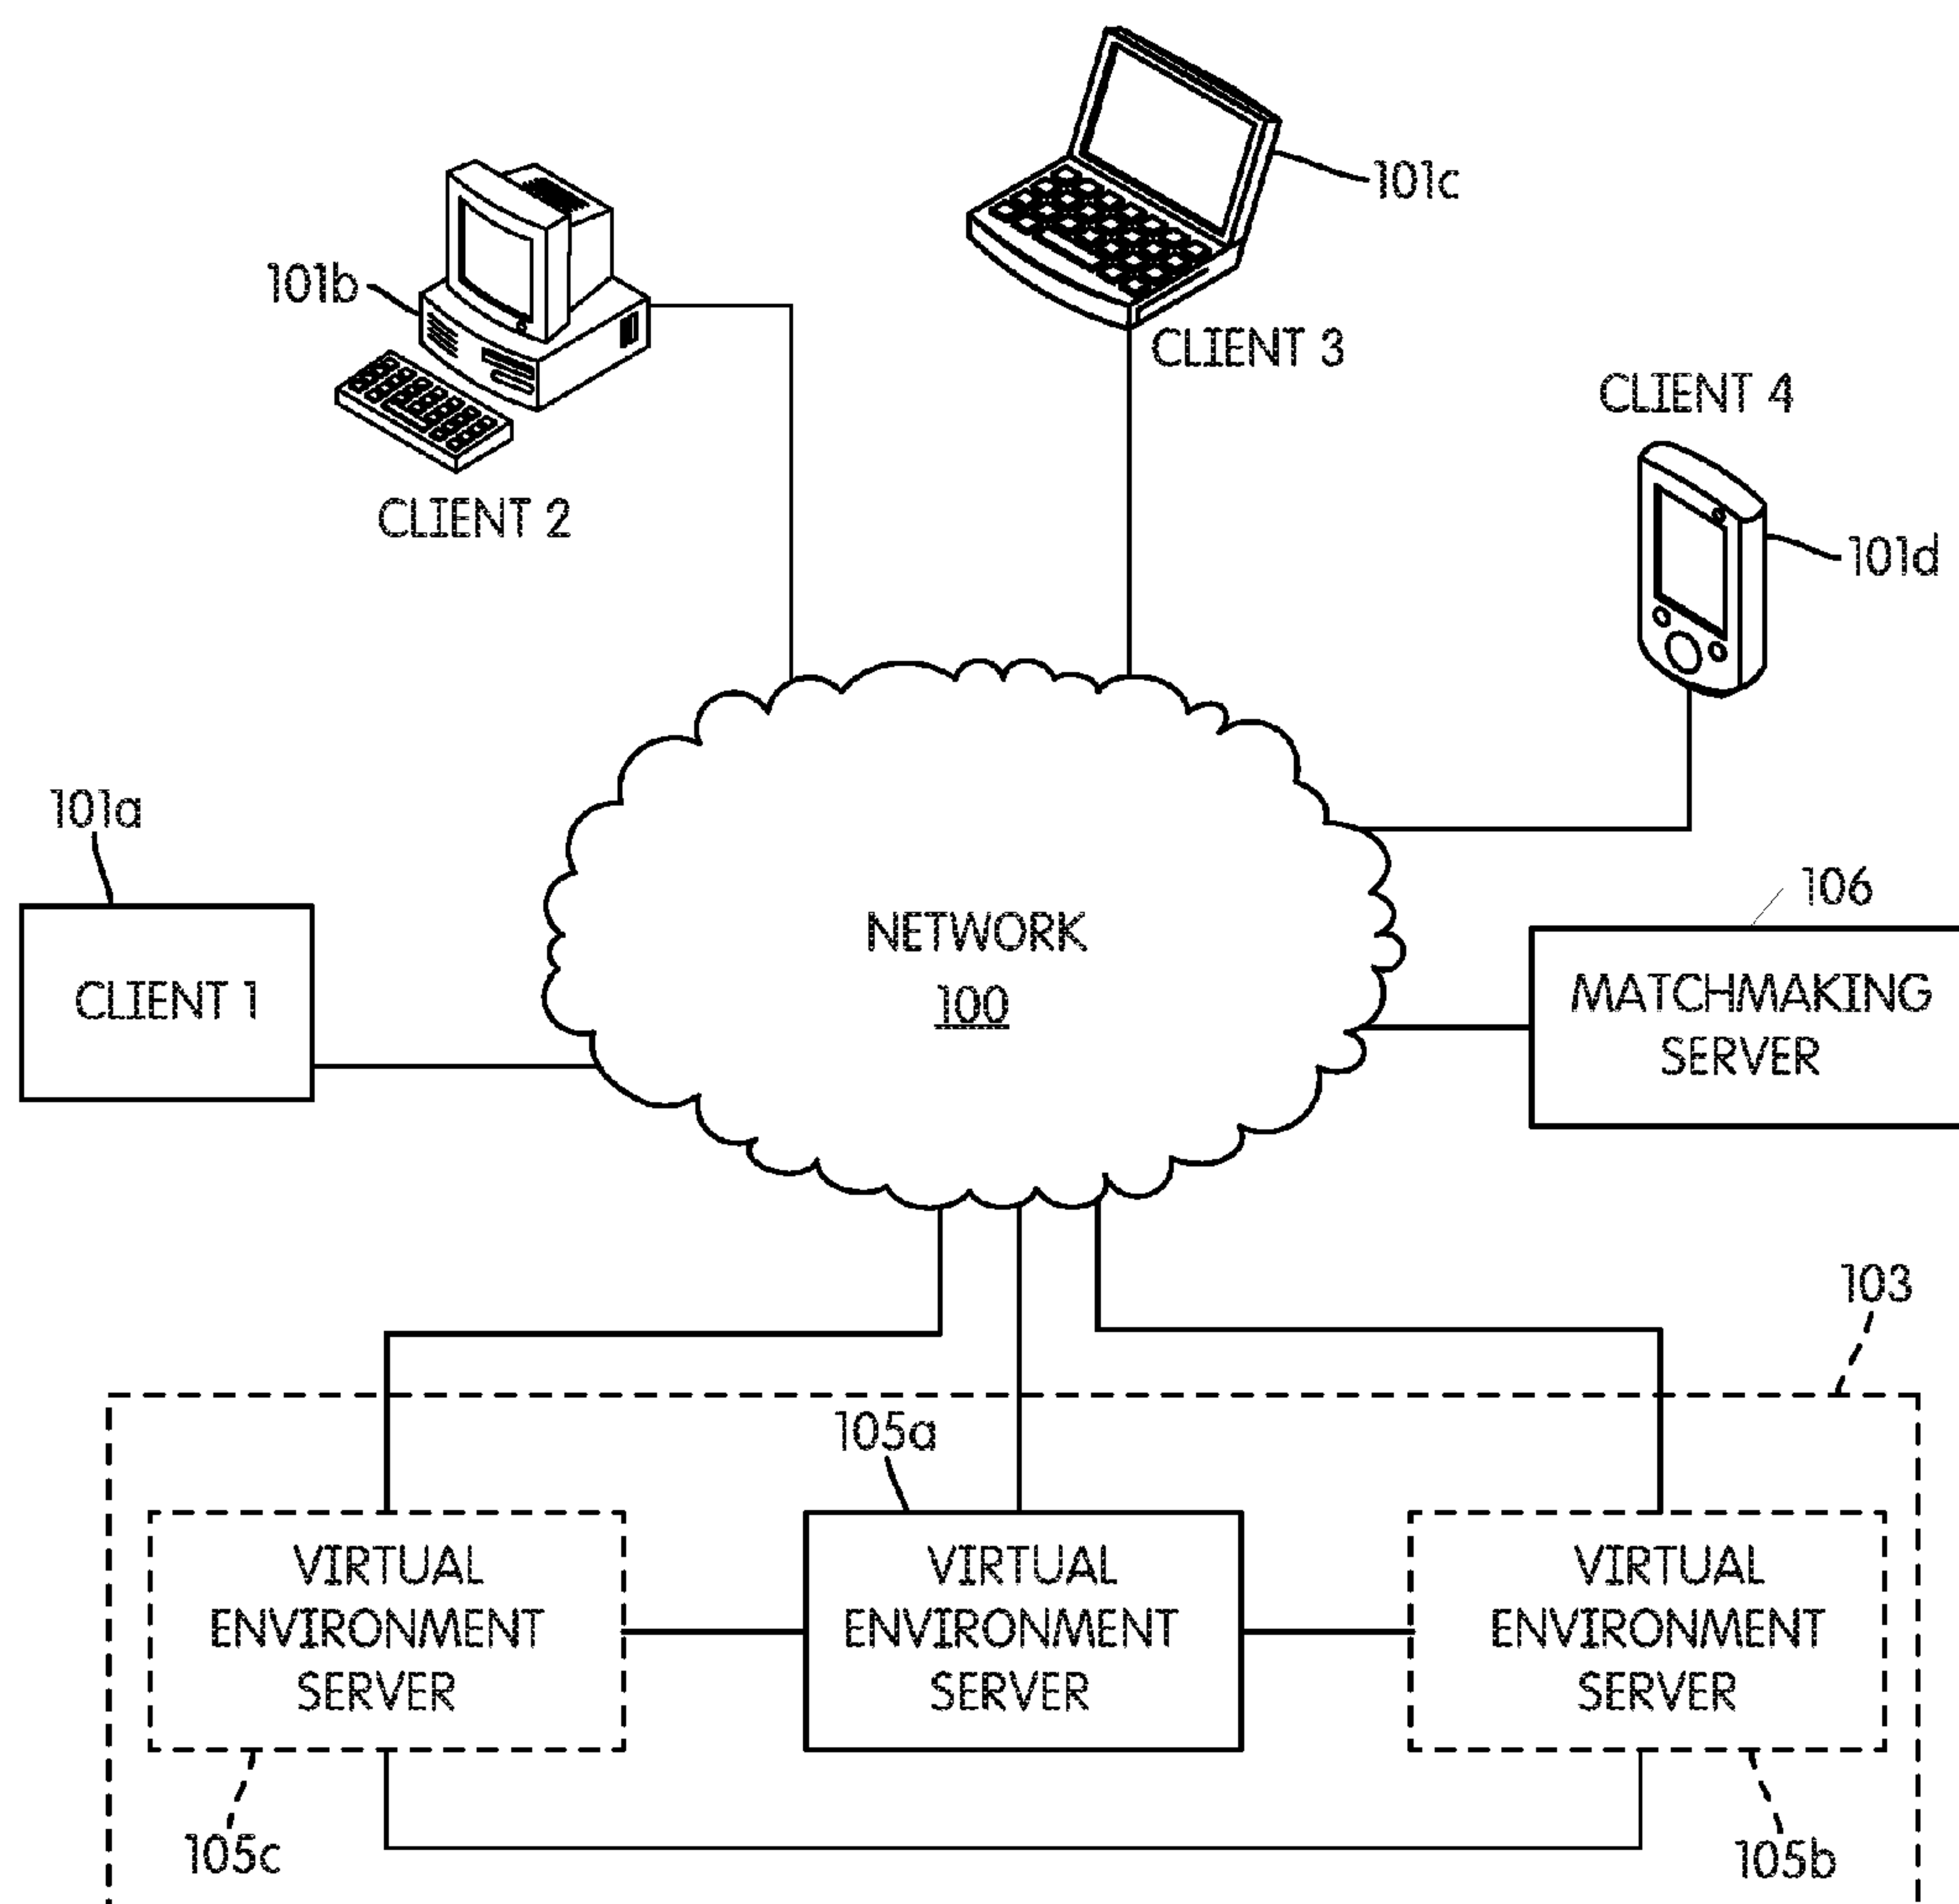 101c
101b
CLIENT 3
CLIENT 4
CLIENT 2
101d
101a
106
NETWORK
100
CLIENT 1
MATCHMAKING
SERVER
103
105a
VIRTUAL
ENVIRONMENT
SERVER
VIRTUAL
ENVIRONMENT
SERVER
VIRTUAL
ENVIRONMENT
SERVER
105c
105b